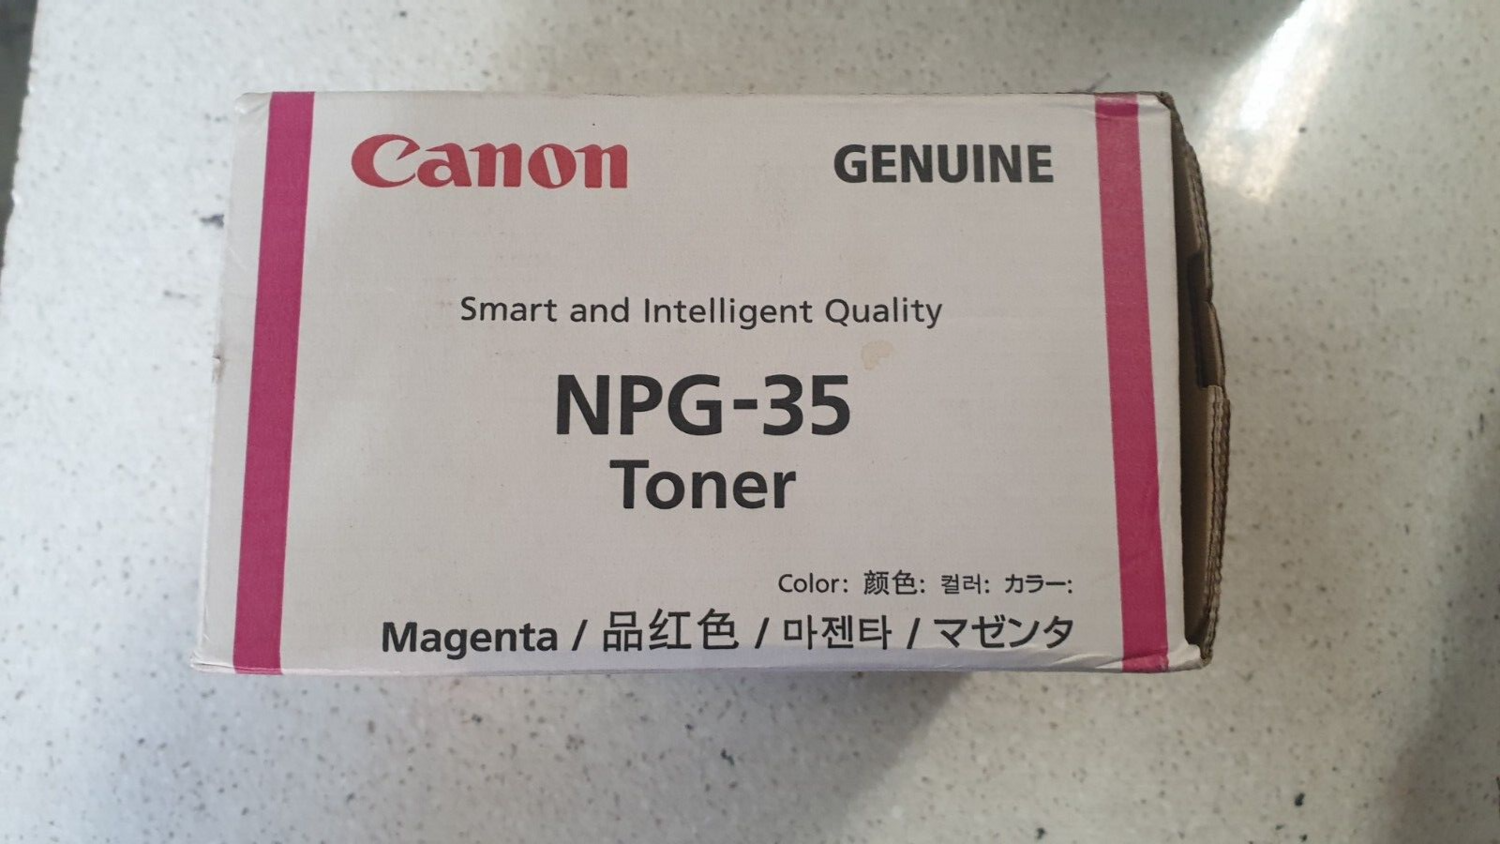 Canon GENUINE
Smart and Intelligent Quality
NPG-35
Toner
Color: 颜色: 컬러: カラー:
Magenta / 品红色 / 마젠타 / マゼンタ